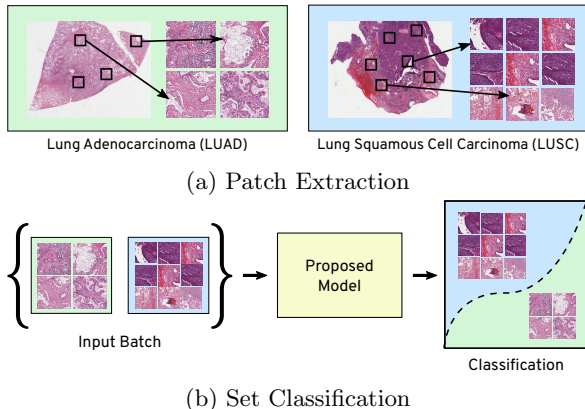 Lung Adenocarcinoma (LUAD)
Lung Squamous Cell Carcinoma (LUSC)
(a) Patch Extraction
Proposed
Model
Input Batch
Classification
(b) Set Classification